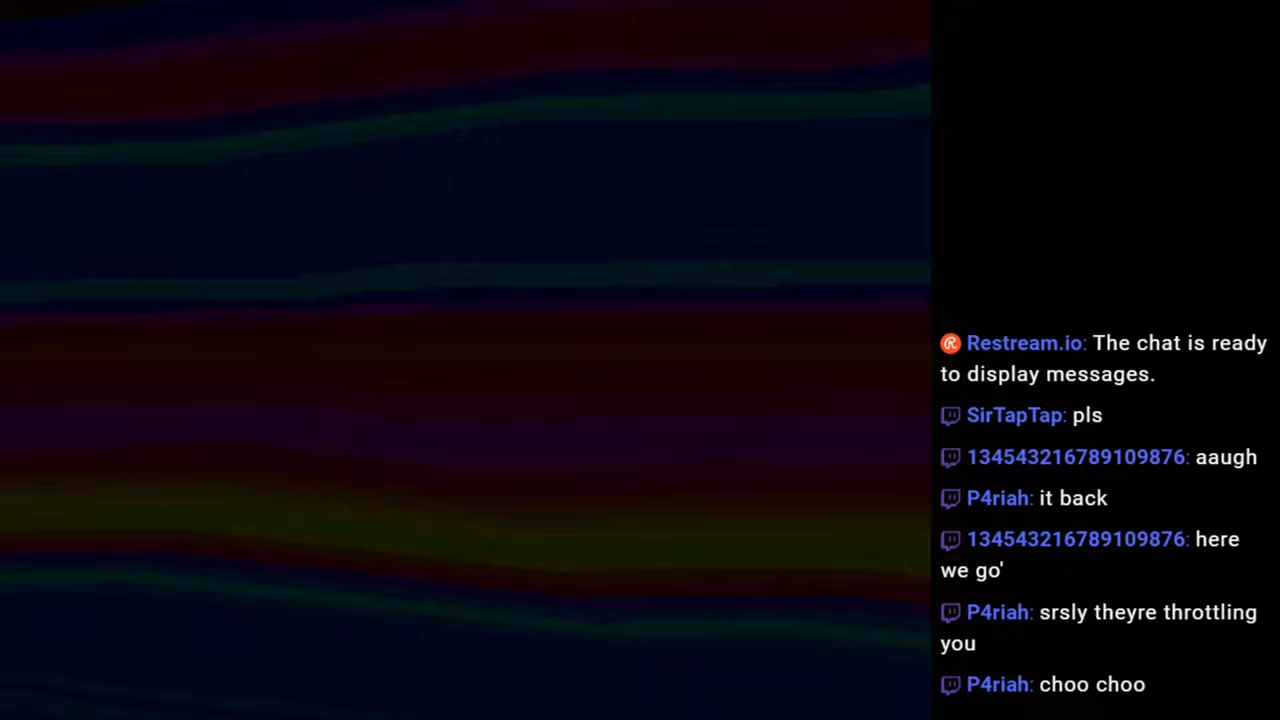 Restream.io: The chat is ready
to display messages.
SirTapTap: pls
134543216789109876: aaugh
P4riah: it back
134543216789109876: here
we go'
P4riah: srsly theyre throttling
you
P4riah: choo choo